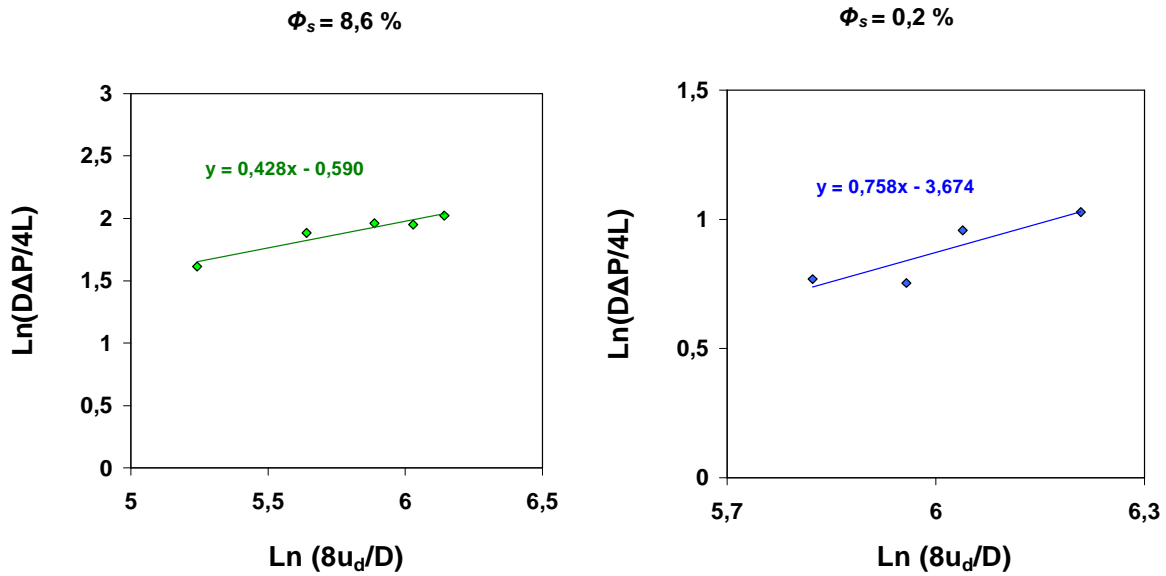 Φs = 8,6 %
3
2,5
2
1,5
1
0,5
0
y = 0,428x - 0,590
5
5,5
6
6,5
Ln(DΔP/4L)
Ln (8ud/D)
Φs = 0,2 %
1,5
1
0,5
0
y = 0,758x - 3,674
5,7
6
6,3
Ln(DΔP/4L)
Ln (8ud/D)